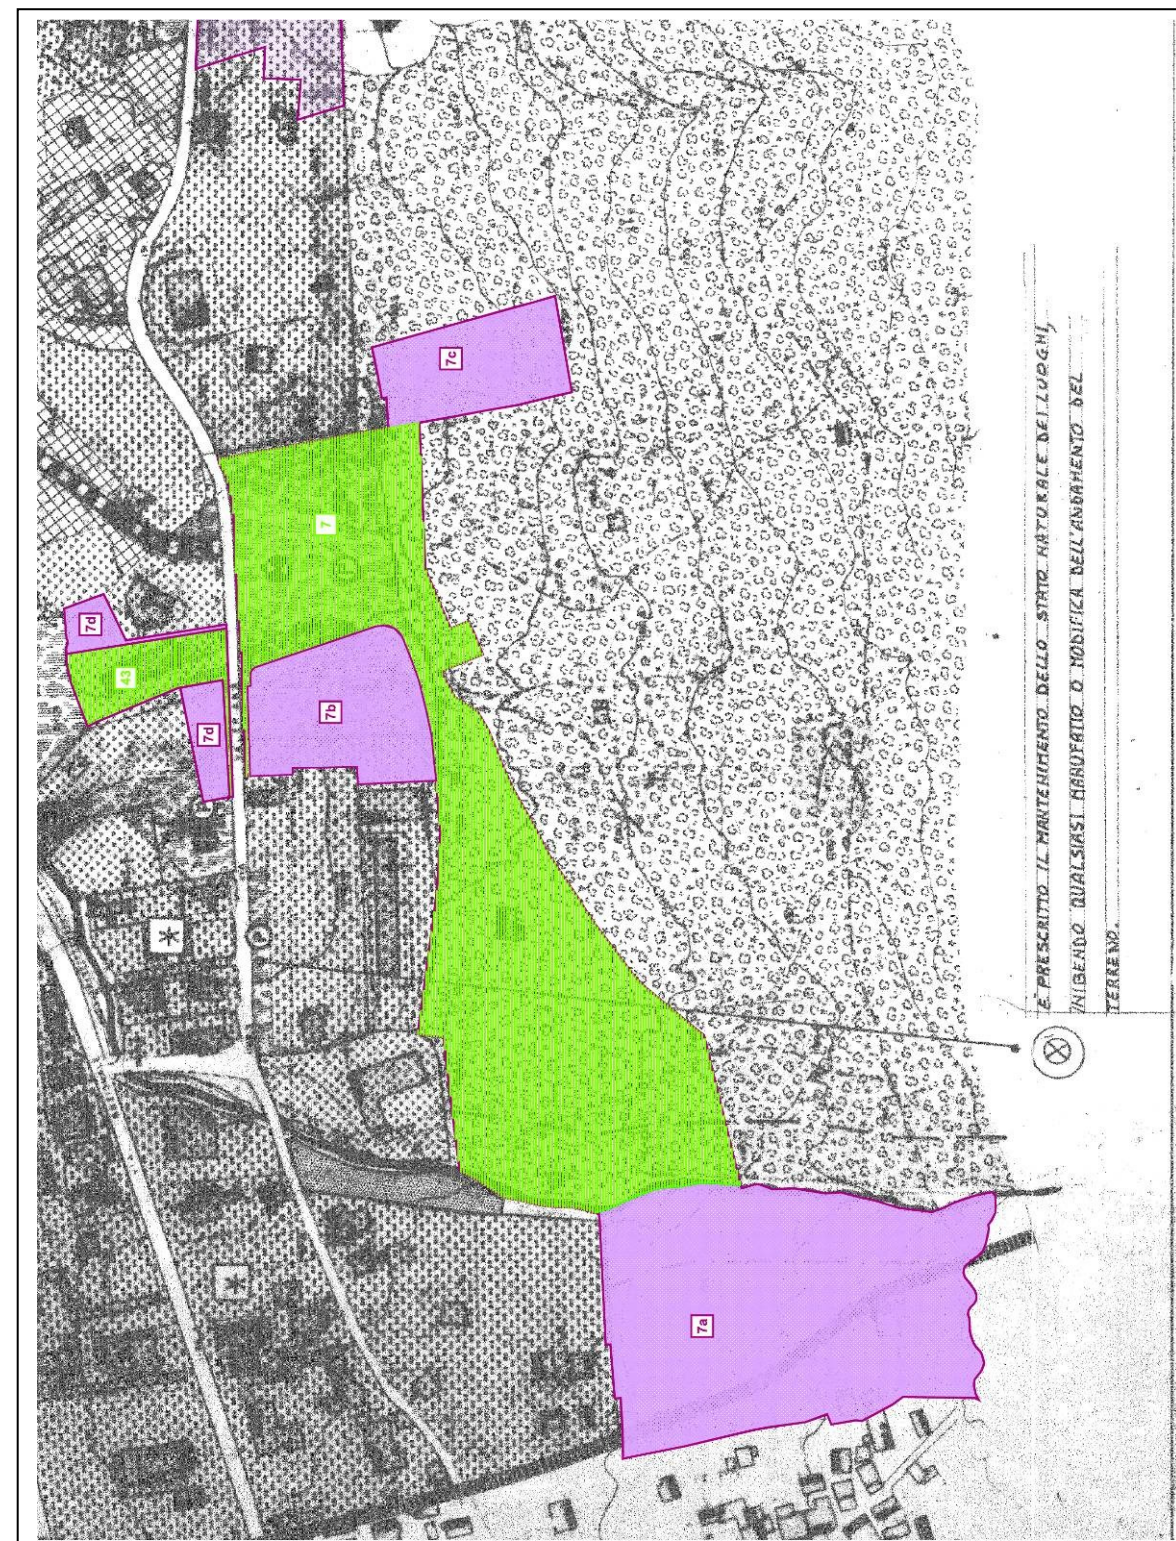 7c
7
7d
43
7d
7b
P
7a
È PRESCRITTO IL MANTENIMENTO DELLO STATO NATURALE DEI LUOGHI,
INIBENDO QUALSIASI MANUFATTO O MODIFICA DELL'ANDAMENTO DEL
TERRENO.